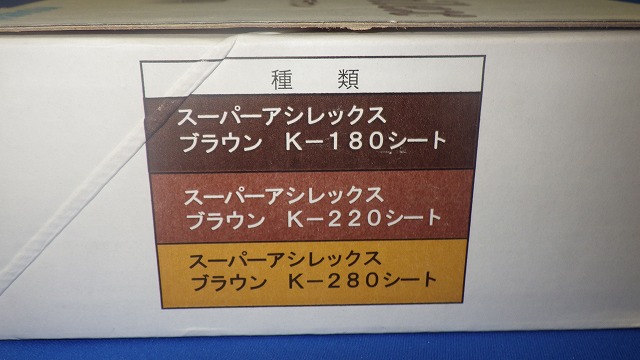 種　類
スーパーアシレックス
ブラウン　K－180シート
スーパーアシレックス
ブラウン　K－220シート
スーパーアシレックス
ブラウン　K－280シート